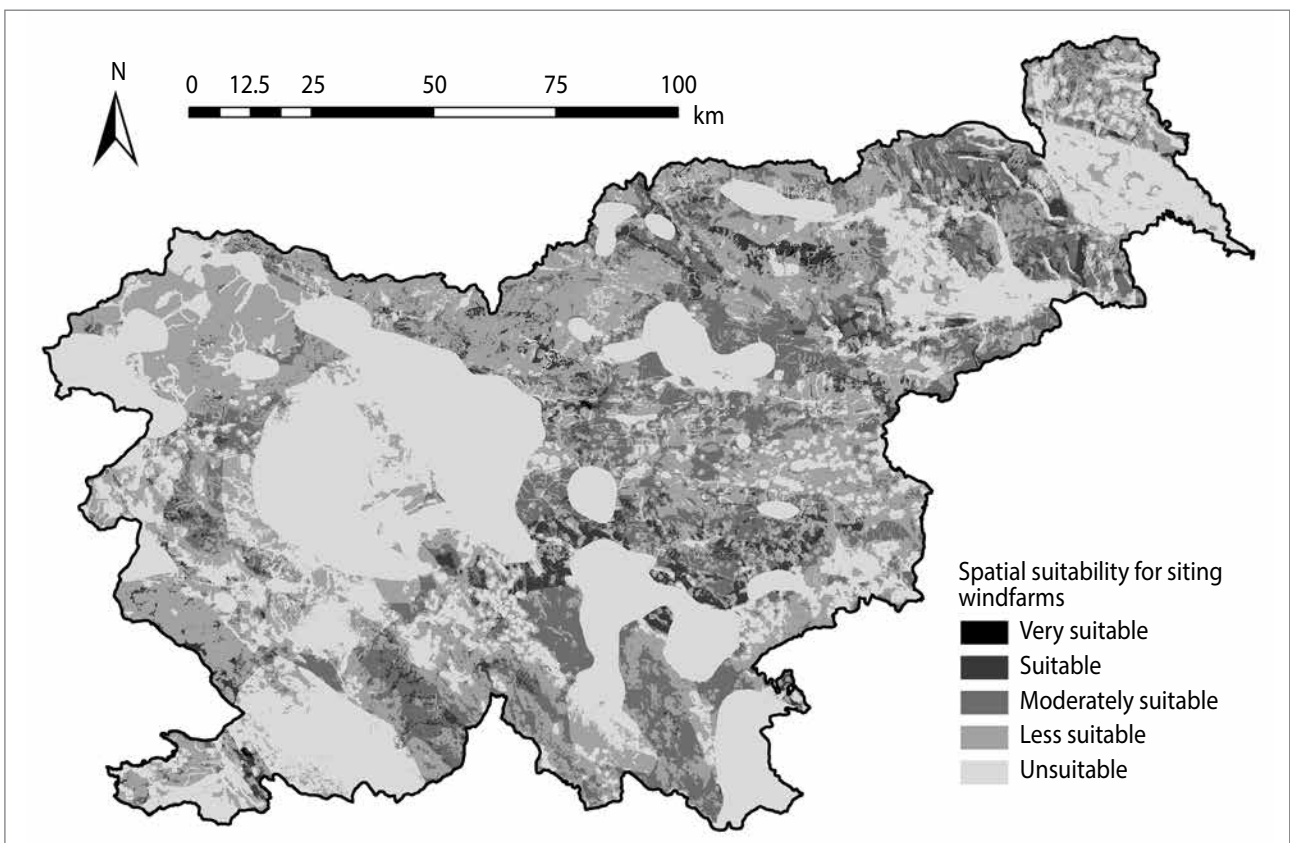 N
0 12.5 25 50 75 100
km
Spatial suitability for siting
windfarms
Very suitable
Suitable
Moderately suitable
Less suitable
Unsuitable